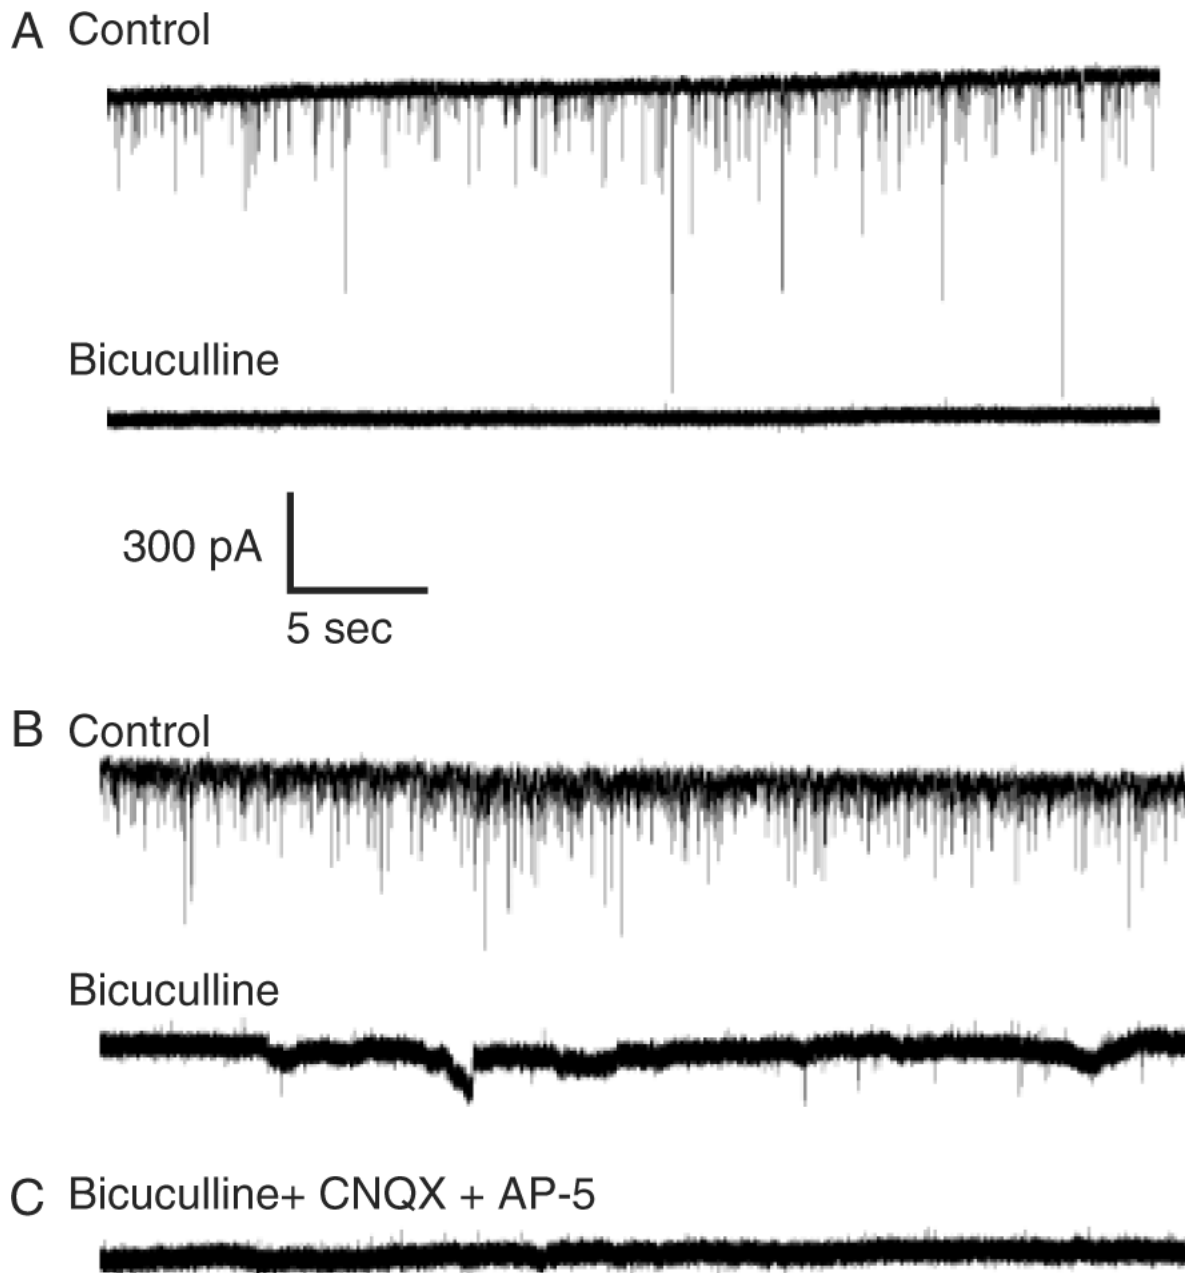 A Control
Bicuculline
300 pA
5 sec
B Control
Bicuculline
C Bicuculline+ CNQX + AP-5